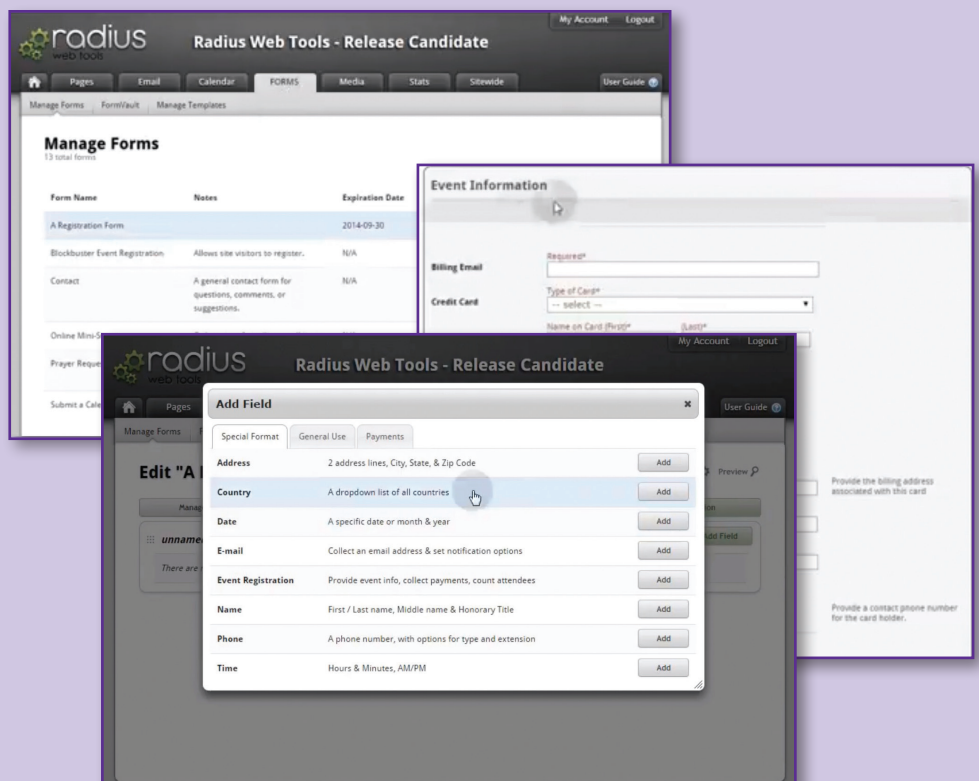 My Account Logout
radius
web tools
Radius Web Tools - Release Candidate
Pages Email Calendar FORMS Media Stats Sitewide User Guide
Manage Forms FormVault Manage Templates
Manage Forms
13 total forms
Form Name Notes Expiration Date
A Registration Form 2014-09-30
Blockbuster Event Registration Allows site visitors to register. N/A
Contact A general contact form for N/A
questions, comments, or
suggestions.
Online Mini-S
Prayer Reque
Submit a Cale
Event Information
Required*
Billing Email
Type of Card*
Credit Card -- select --
Name on Card (First)* (Last)*
Provide the billing address
associated with this card
Provide a contact phone number
for the card holder.
My Account Logout
radius
web tools
Radius Web Tools - Release Candidate
Pages User Guide
Manage Forms
Edit "A Preview
Manag
unname Add Field
There are
Add Field
Special Format General Use Payments
Address 2 address lines, City, State, & Zip Code Add
Country A dropdown list of all countries Add
Date A specific date or month & year Add
E-mail Collect an email address & set notification options Add
Event Registration Provide event info, collect payments, count attendees Add
Name First / Last name, Middle name & Honorary Title Add
Phone A phone number, with options for type and extension Add
Time Hours & Minutes, AM/PM Add